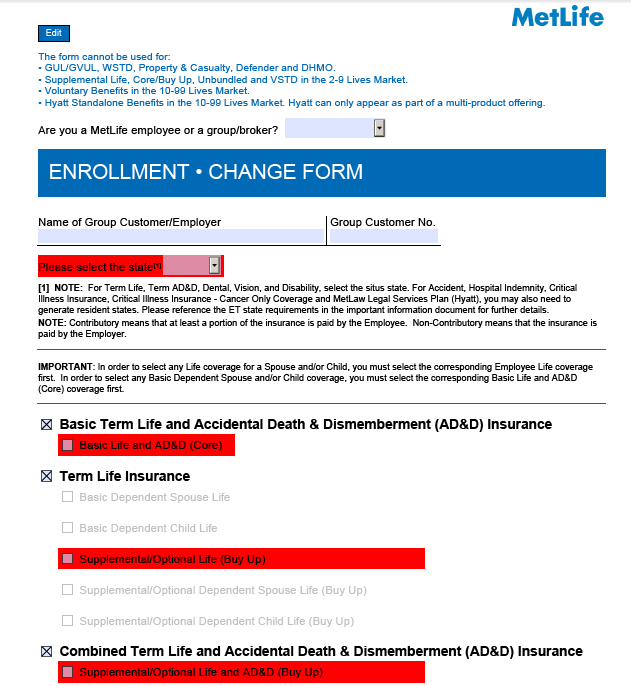 MetLife
Edit
The form cannot be used for:
• GUL/GVUL, WSTD, Property & Casualty, Defender and DHMO.
• Supplemental Life, Core/Buy Up, Unbundled and VSTD in the 2-9 Lives Market.
• Voluntary Benefits in the 10-99 Lives Market.
• Hyatt Standalone Benefits in the 10-99 Lives Market. Hyatt can only appear as part of a multi-product offering.
Are you a MetLife employee or a group/broker?
ENROLLMENT • CHANGE FORM
Name of Group Customer/Employer
Group Customer No.
Please select the state[1]
[1] NOTE: For Term Life, Term AD&D, Dental, Vision, and Disability, select the situs state. For Accident, Hospital Indemnity, Critical
Illness Insurance, Critical Illness Insurance - Cancer Only Coverage and MetLaw Legal Services Plan (Hyatt), you may also need to
generate resident states. Please reference the ET state requirements in the important information document for further details.
NOTE: Contributory means that at least a portion of the insurance is paid by the Employee. Non-Contributory means that the insurance is
paid by the Employer.
IMPORTANT: In order to select any Life coverage for a Spouse and/or Child, you must select the corresponding Employee Life coverage
first. In order to select any Basic Dependent Spouse and/or Child coverage, you must select the corresponding Basic Life and AD&D
(Core) coverage first.
Basic Term Life and Accidental Death & Dismemberment (AD&D) Insurance
Basic Life and AD&D (Core)
Term Life Insurance
Basic Dependent Spouse Life
Basic Dependent Child Life
Supplemental/Optional Life (Buy Up)
Supplemental/Optional Dependent Spouse Life (Buy Up)
Supplemental/Optional Dependent Child Life (Buy Up)
Combined Term Life and Accidental Death & Dismemberment (AD&D) Insurance
Supplemental/Optional Life and AD&D (Buy Up)